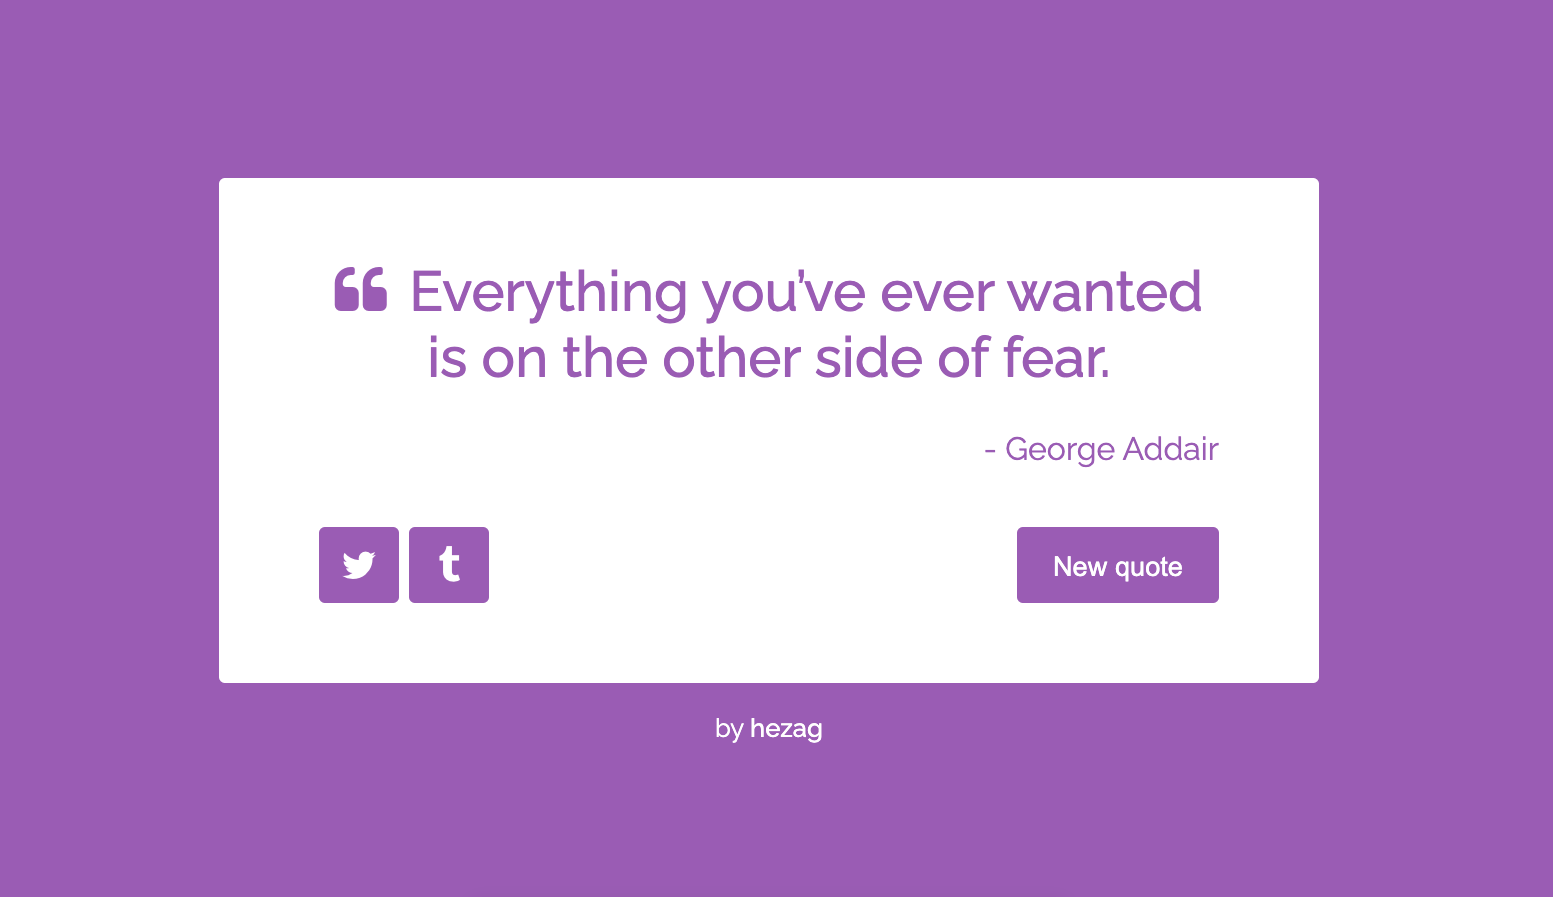 “ Everything you’ve ever wanted
is on the other side of fear.
- George Addair
t
New quote
by hezag